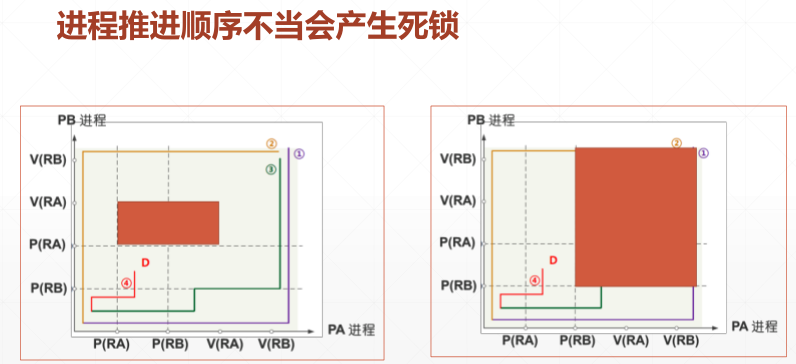 进程推进顺序不当会产生死锁
PB 进程
V(RB)
V(RA)
P(RA)
P(RB)
②
①
③
D
④
PA 进程
P(RA) P(RB) V(RA) V(RB)
PB 进程
V(RB)
V(RA)
P(RA)
P(RB)
②
①
D
④
PA 进程
P(RA) P(RB) V(RA) V(RB)